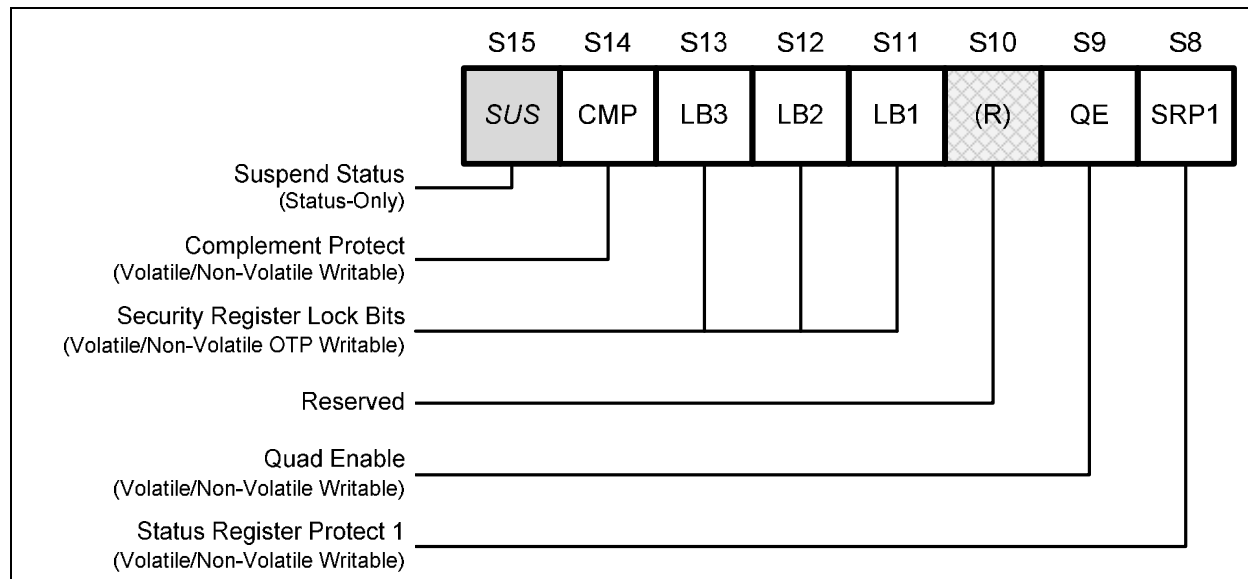 S15 S14 S13 S12 S11 S10 S9 S8
SUS CMP LB3 LB2 LB1 (R) QE SRP1
Suspend Status
(Status-Only)
Complement Protect
(Volatile/Non-Volatile Writable)
Security Register Lock Bits
(Volatile/Non-Volatile OTP Writable)
Reserved
Quad Enable
(Volatile/Non-Volatile Writable)
Status Register Protect 1
(Volatile/Non-Volatile Writable)